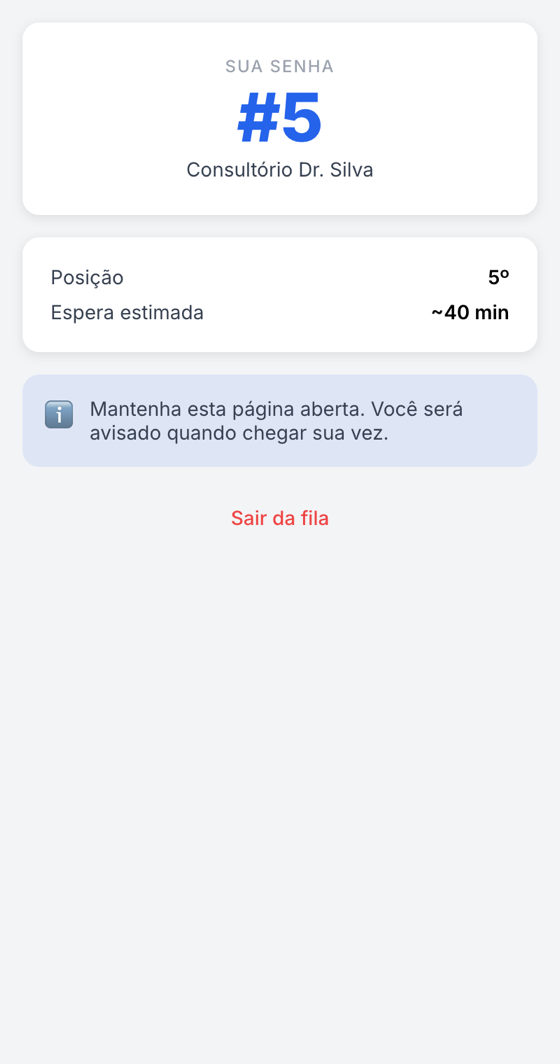 SUA SENHA
#5
Consultório Dr. Silva
Posição 5º
Espera estimada ~40 min
Mantenha esta página aberta. Você será
avisado quando chegar sua vez.
Sair da fila